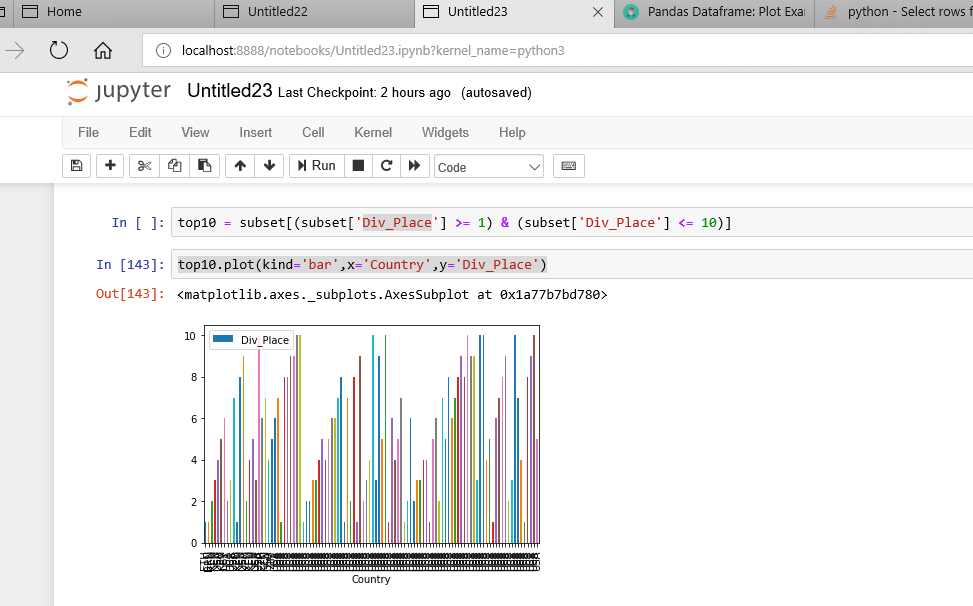 Home
Untitled22
Untitled23
Pandas Dataframe: Plot Exa
python - Select rows f
localhost:8888/notebooks/Untitled23.ipynb?kernel_name=python3
jupyter Untitled23 Last Checkpoint: 2 hours ago (autosaved)
File Edit View Insert Cell Kernel Widgets Help
Run Code
In [ ]: top10 = subset[(subset['Div_Place'] >= 1) & (subset['Div_Place'] <= 10)]
In [143]: top10.plot(kind='bar',x='Country',y='Div_Place')
Out[143]: <matplotlib.axes._subplots.AxesSubplot at 0x1a77b7bd780>
Div_Place
10
8
6
4
2
0
Country